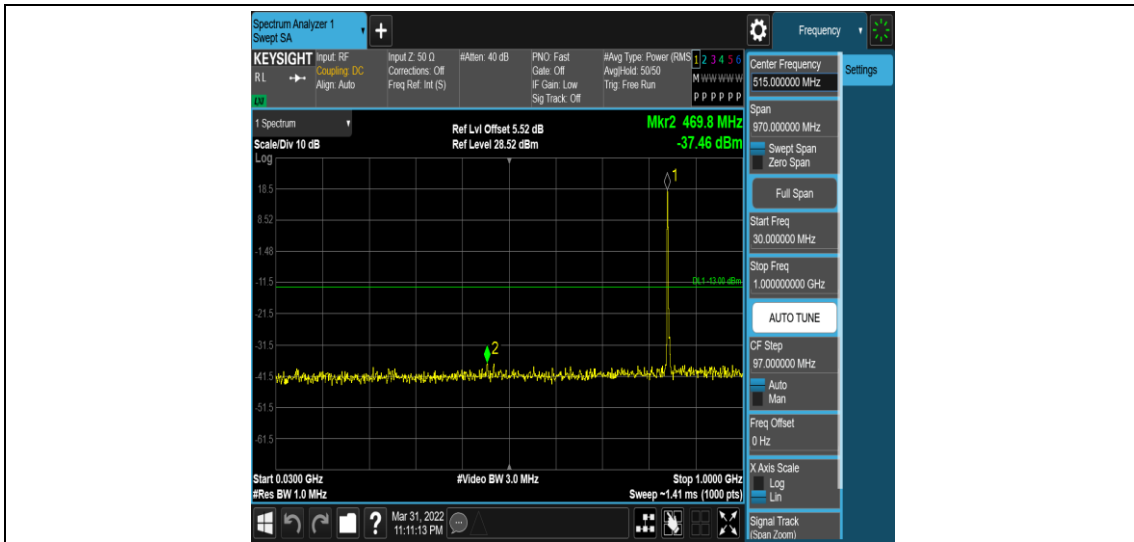 Spectrum Analyzer 1
Swept SA
+
Frequency
KEYSIGHT
RL
LXI
Input: RF
Coupling: DC
Align: Auto
Input Z: 50 Ω
Corrections: Off
Freq Ref: Int (S)
#Atten: 40 dB
PNO: Fast
Gate: Off
IF Gain: Low
Sig Track: Off
#Avg Type: Power (RMS
Avg|Hold: 50/50
Trig: Free Run
1 2 3 4 5 6
M W W W W W
P P P P P P
1 Spectrum
Scale/Div 10 dB
Log
Ref Lvl Offset 5.52 dB
Ref Level 28.52 dBm
Mkr2 469.8 MHz
-37.46 dBm
1
18.5
8.52
-1.48
-11.5
DL1 -13.00 dBm
-21.5
-31.5
2
-41.5
-51.5
-61.5
Start 0.0300 GHz
#Res BW 1.0 MHz
#Video BW 3.0 MHz
Stop 1.0000 GHz
Sweep ~1.41 ms (1000 pts)
Center Frequency
515.000000 MHz
Settings
Span
970.000000 MHz
Swept Span
Zero Span
Full Span
Start Freq
30.000000 MHz
Stop Freq
1.000000000 GHz
AUTO TUNE
CF Step
97.000000 MHz
Auto
Man
Freq Offset
0 Hz
X Axis Scale
Log
Lin
Signal Track
(Span Zoom)
?
Mar 31, 2022
11:11:13 PM